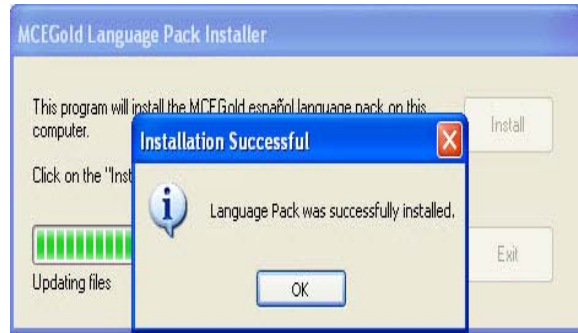 MCEGold Language Pack Installer
This program will install the MCEGold español language pack on this
computer.
Install
Click on the "Inst
Installation Successful
Language Pack was successfully installed.
OK
Exit
Updating files